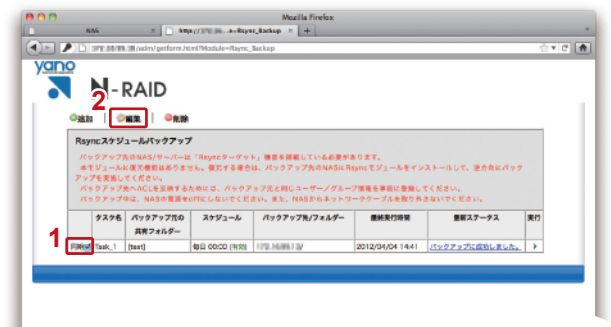 Mozilla Firefox
NAS
yano
N-RAID
2
追加 編集 削除
Rsyncスケジュールバックアップ
バックアップ先のNAS/サーバーは「Rsyncターゲット」機能を搭載している必要があります。
本モジュールに復元機能はありません。復元する場合は、バックアップ先のNASにRsyncモジュールをインストールして、逆方向にバック
アップを実施してください。
バックアップ先へACLを反映するためには、バックアップ元と同じユーザー/グループ情報を事前に登録してください。
バックアップ中は、NASの電源をoffにしないでください。また、NASからネットワークケーブルを取り外さないでください。
タスク名 バックアップ元の共有フォルダー スケジュール バックアップ先/フォルダー 最終実行時間 最新ステータス 実行
1
同期 Task_1 [test] 毎日 00:00 (有効) 2012/04/04 14:41 バックアップに成功しました。